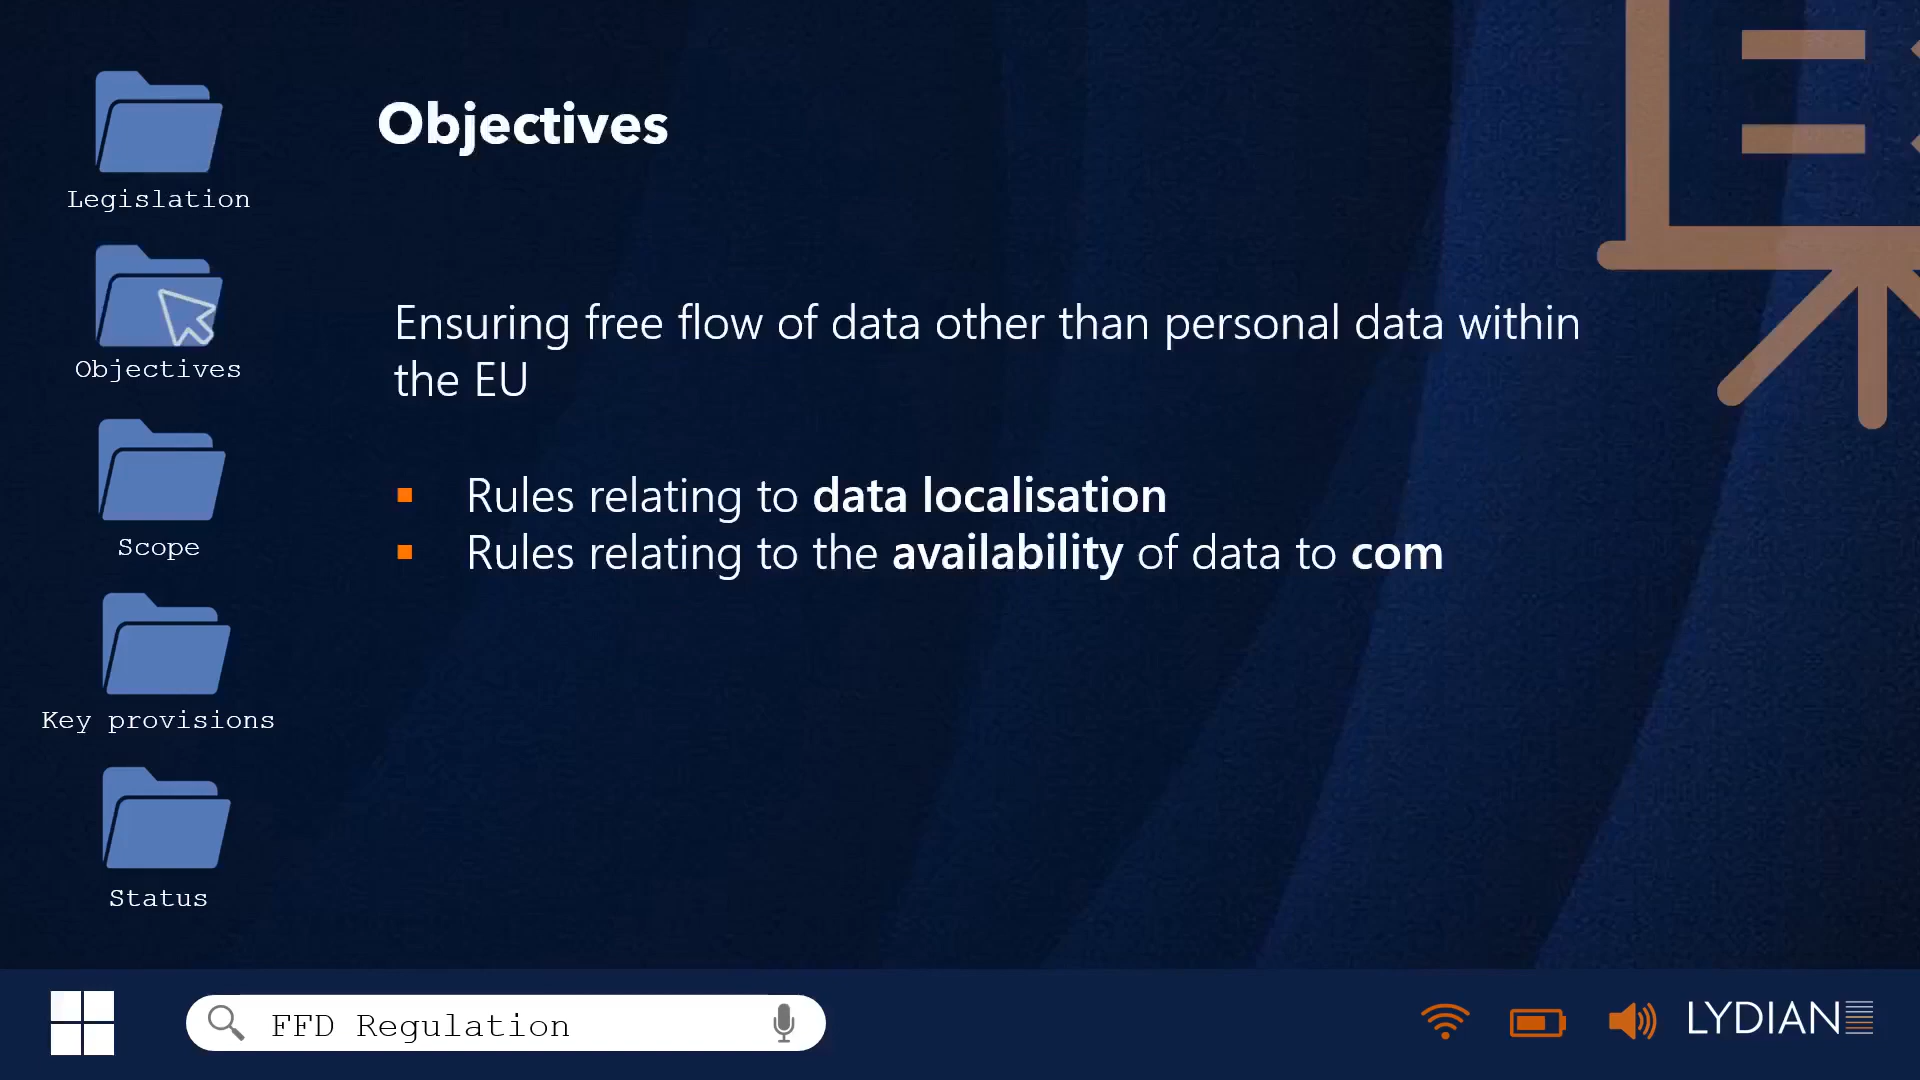 Legislation
Objectives
Scope
Key provisions
Status
Objectives
Ensuring free flow of data other than personal data within
the EU
Rules relating to data localisation
Rules relating to the availability of data to com
FFD Regulation
LYDIAN